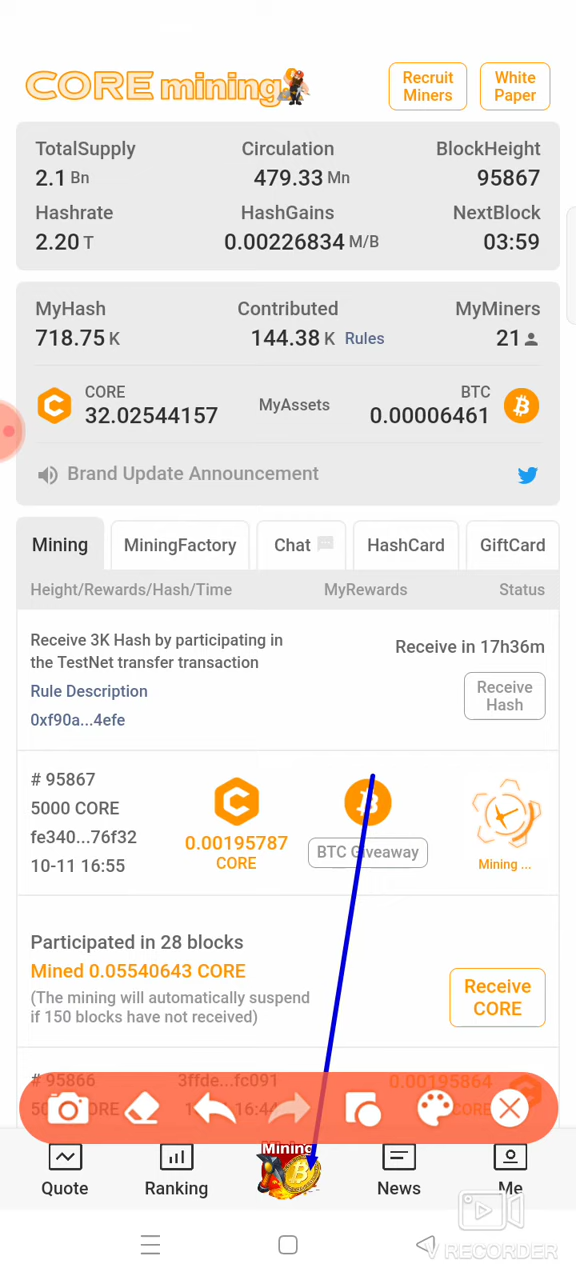 CORE mining
Recruit Miners
White Paper
TotalSupply Circulation BlockHeight
2.1 Bn 479.33 Mn 95867
Hashrate HashGains NextBlock
2.20 T 0.00226834 M/B 03:59
MyHash Contributed MyMiners
718.75 K 144.38 K Rules 21
CORE BTC
32.02544157 MyAssets 0.00006461
Brand Update Announcement
Mining MiningFactory Chat HashCard GiftCard
Height/Rewards/Hash/Time MyRewards Status
Receive 3K Hash by participating in
the TestNet transfer transaction
Receive in 17h36m
Rule Description
0xf90a...4efe
Receive
Hash
# 95867
5000 CORE
fe340...76f32
10-11 16:55
0.00195787
CORE
BTC Giveaway
Mining ...
Participated in 28 blocks
Mined 0.05540643 CORE
(The mining will automatically suspend
if 150 blocks have not received)
Receive
CORE
# 95866 3ffde...fc091 0.00195864
CORE
Mining
Quote Ranking News Me
V RECORDER